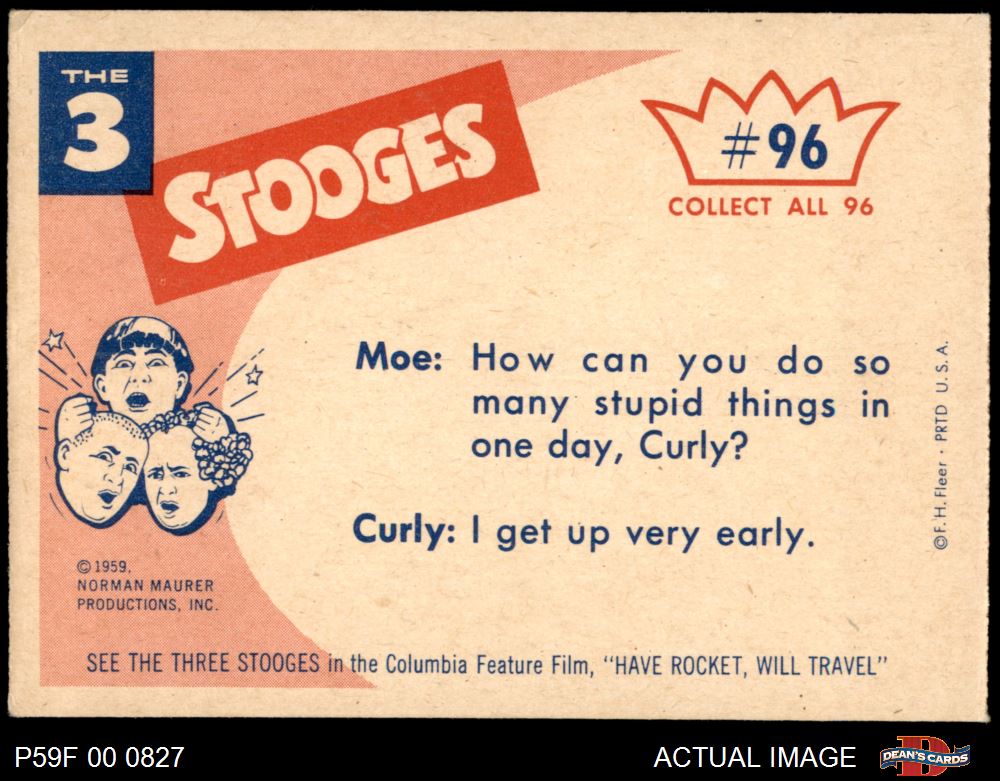 THE
3
STOOGES
#96
COLLECT ALL 96
Moe: How can you do so
many stupid things in
one day, Curly?
Curly: I get up very early.
© F. H. Fleer • PRTD U. S. A.
© 1959,
NORMAN MAURER
PRODUCTIONS, INC.
SEE THE THREE STOOGES in the Columbia Feature Film, "HAVE ROCKET, WILL TRAVEL"
P59F 00 0827
ACTUAL IMAGE
DEAN'S CARDS